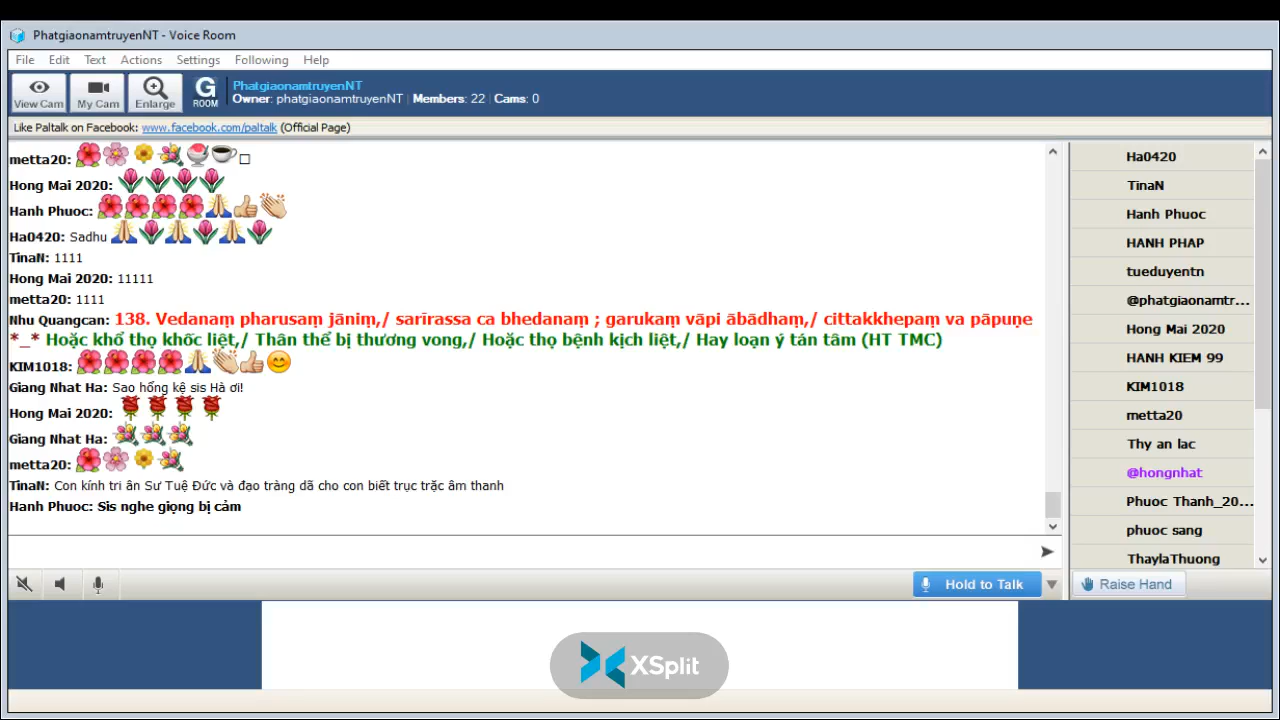 PhatgiaonamtruyenNT - Voice Room
File Edit Text Actions Settings Following Help
View Cam My Cam Enlarge G ROOM
PhatgiaonamtruyenNT
Owner: phatgiaonamtruyenNT | Members: 22 | Cams: 0
Like Paltalk on Facebook: www.facebook.com/paltalk (Official Page)
metta20:
Hong Mai 2020:
Hanh Phuoc:
Ha0420: Sadhu
TinaN: 1111
Hong Mai 2020: 11111
metta20: 1111
Nhu Quangcan: 138. Vedanaṃ pharusaṃ jāniṃ,/ sarīrassa ca bhedanaṃ ; garukaṃ vāpi ābādhaṃ,/ cittakkhepaṃ va pāpuṇe
*_* Hoặc khổ thọ khốc liệt,/ Thân thể bị thương vong,/ Hoặc thọ bệnh kịch liệt,/ Hay loạn ý tán tâm (HT TMC)
KIM1018:
Giang Nhat Ha: Sao hổng kệ sis Hà ơi!
Hong Mai 2020:
Giang Nhat Ha:
metta20:
TinaN: Con kính tri ân Sư Tuệ Đức và đạo tràng dã cho con biết trục trặc âm thanh
Hanh Phuoc: Sis nghe giọng bị cảm
Hold to Talk
Ha0420
TinaN
Hanh Phuoc
HANH PHAP
tueduyentn
@phatgiaonamtr...
Hong Mai 2020
HANH KIEM 99
KIM1018
metta20
Thy an lac
@hongnhat
Phuoc Thanh_20...
phuoc sang
ThaylaThuong
Raise Hand
XSplit